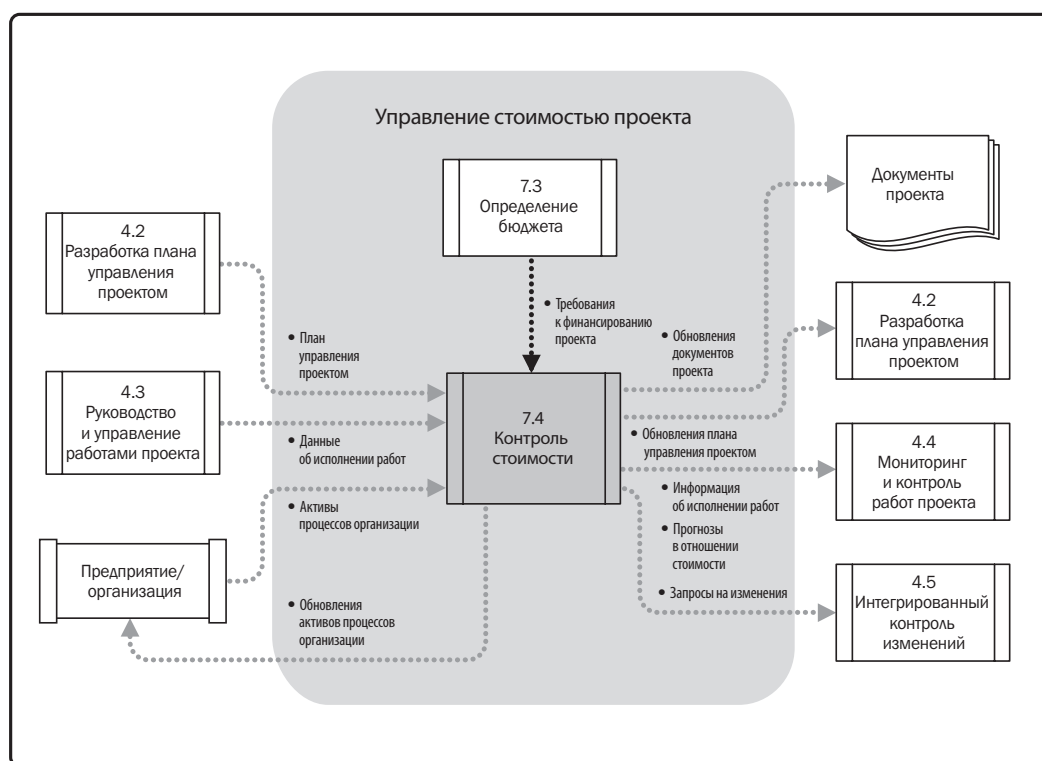 Управление стоимостью проекта
7.3
Определение
бюджета
Документы
проекта
4.2
Разработка плана
управления
проектом
• Требования
к финансированию
проекта
4.2
Разработка
плана управления
проектом
• План
управления
проектом
• Обновления
документов
проекта
4.3
Руководство
и управление
работами проекта
7.4
Контроль
стоимости
• Данные
об исполнении работ
• Обновления плана
управления проектом
4.4
Мониторинг
и контроль
работ проекта
• Активы
процессов организации
• Информация
об исполнении работ
• Прогнозы
в отношении
стоимости
Предприятие/
организация
• Запросы на изменения
4.5
Интегрированный
контроль
изменений
• Обновления
активов процессов
организации